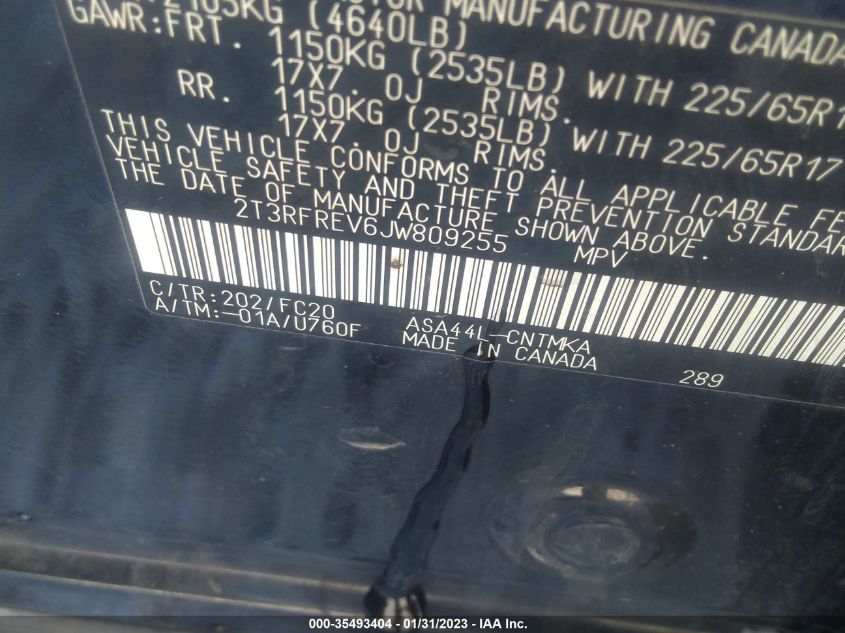 MANUFACTURING CANADA
(4640LB)
GAWR:FRT. 1150KG (2535LB) WITH 225/65R1
17X7.0J RIMS.
RR. 1150KG (2535LB) WITH 225/65R17
17X7.0J RIMS.
THIS VEHICLE CONFORMS TO ALL APPLICABLE
VEHICLE SAFETY AND THEFT PREVENTION STANDAR
THE DATE OF MANUFACTURE SHOWN ABOVE.
2T3RFREV6JW809255 MPV
C/TR:202/FC20 ASA44L-CNTMKA
A/TM:-01A/U760F MADE IN CANADA
289
000-35493404 - 01/31/2023 - IAA Inc.